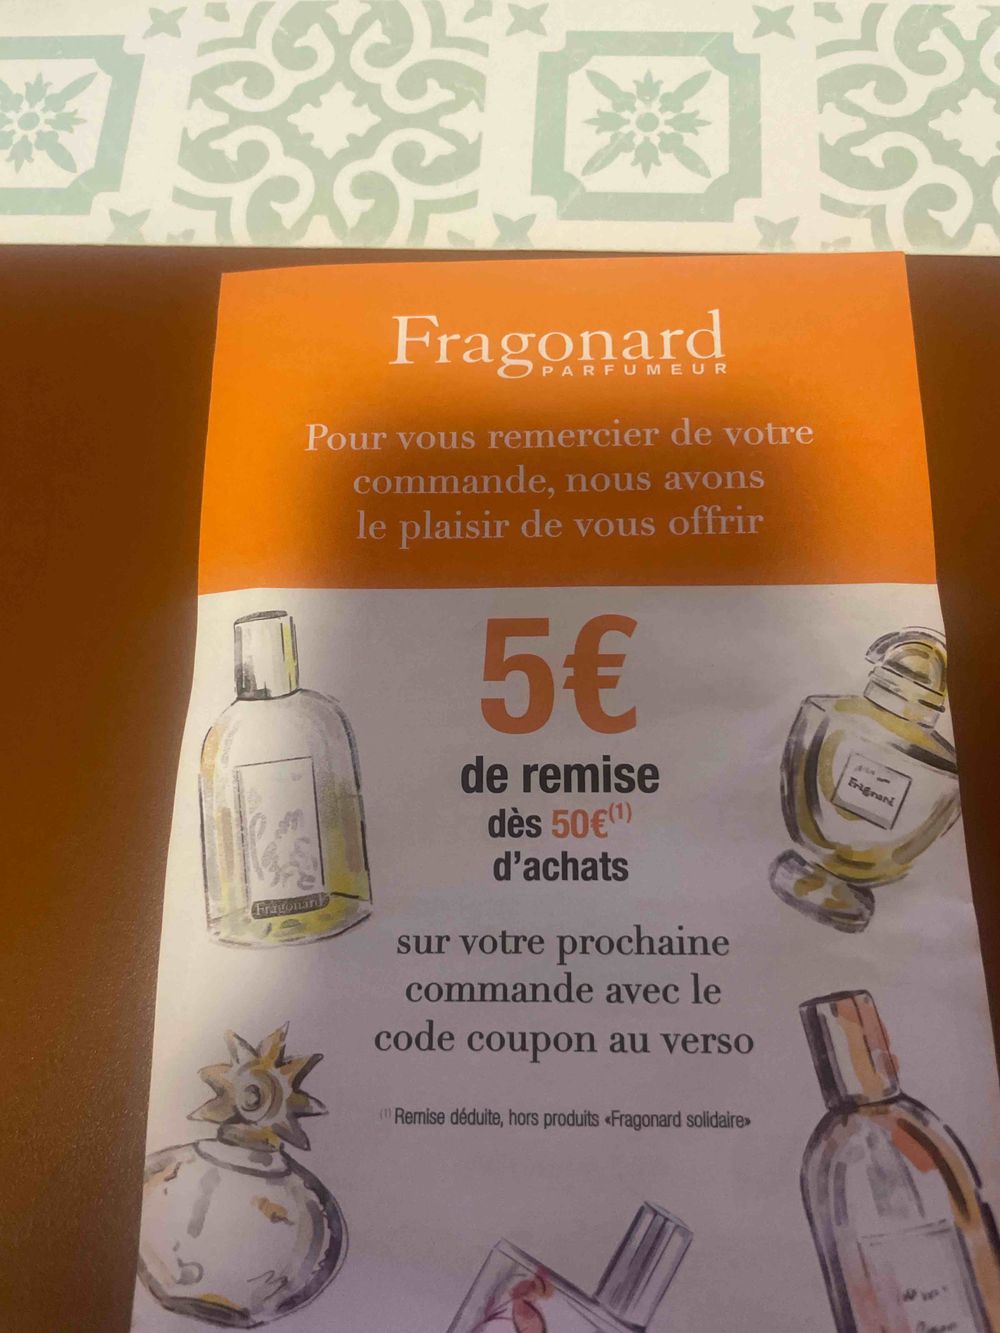 Fragonard
PARFUMEUR
Pour vous remercier de votre
commande, nous avons
le plaisir de vous offrir
5€
de remise
dès 50€(1)
d'achats
sur votre prochaine
commande avec le
code coupon au verso
(1) Remise déduite, hors produits «Fragonard solidaire»
Fragonard